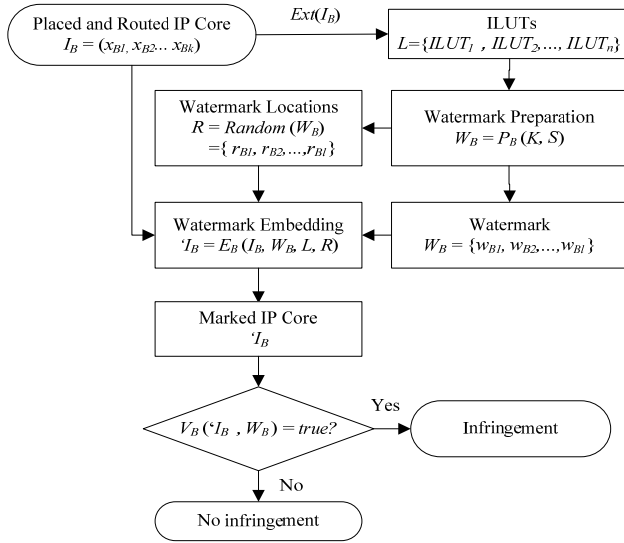 Placed and Routed IP Core
I_B = (x_B1, x_B2... x_Bk)
Ext(I_B)
ILUTs
L={ILUT_1 , ILUT_2,..., ILUT_n}
Watermark Locations
R = Random (W_B)
={ r_B1, r_B2,...,r_Bl}
Watermark Preparation
W_B = P_B (K, S)
Watermark Embedding
‘I_B = E_B (I_B, W_B, L, R)
Watermark
W_B = {w_B1, w_B2,...,w_Bl}
Marked IP Core
‘I_B
V_B (‘I_B , W_B) = true?
Yes
Infringement
No
No infringement